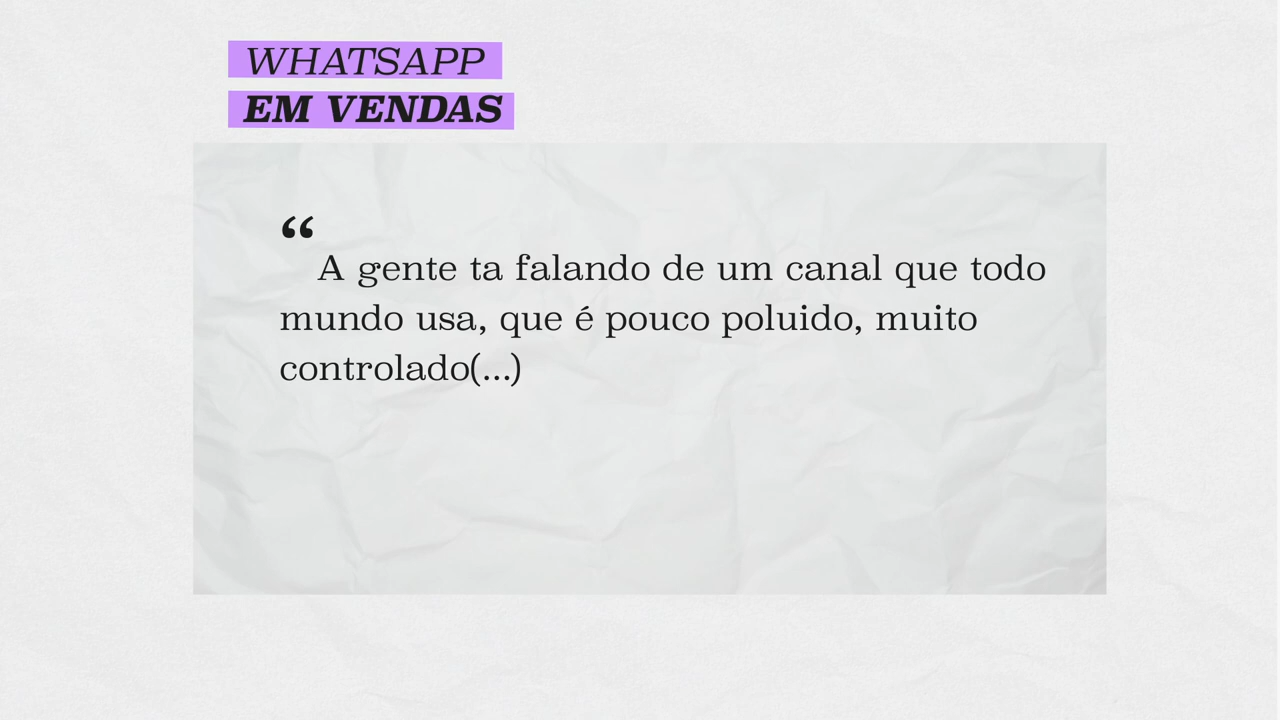 WHATSAPP
EM VENDAS
“
A gente ta falando de um canal que todo
mundo usa, que é pouco poluido, muito
controlado(...)